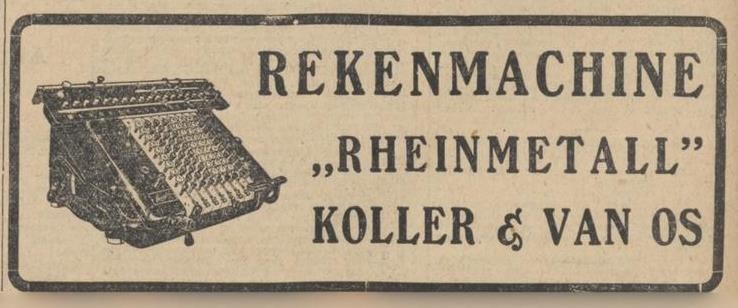 REKENMACHINE
„RHEINMETALL”
KOLLER & VAN OS